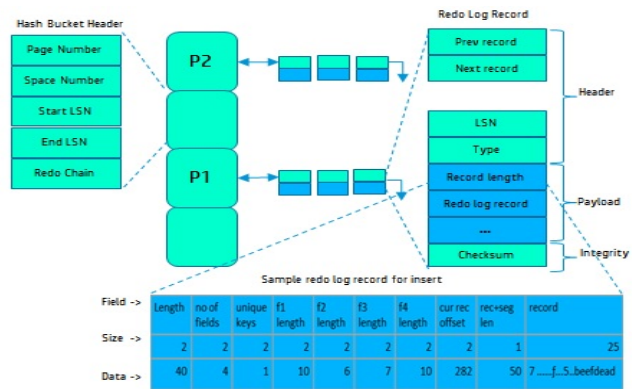 Hash Bucket Header
Page Number
Space Number
Start LSN
End LSN
Redo Chain
P2
P1
Redo Log Record
Prev record
Next record
LSN
Type
Record length
Redo log record
...
Checksum
Header
Payload
Integrity
Sample redo log record for insert
Field -> Length no of fields unique keys f1 length f2 length f3 length f4 length cur rec offset rec+seg len record
Size -> 2 2 2 2 2 2 2 2 1 25
Data -> 40 4 1 10 6 7 10 282 50 7 ......ƒ...5..beefdead